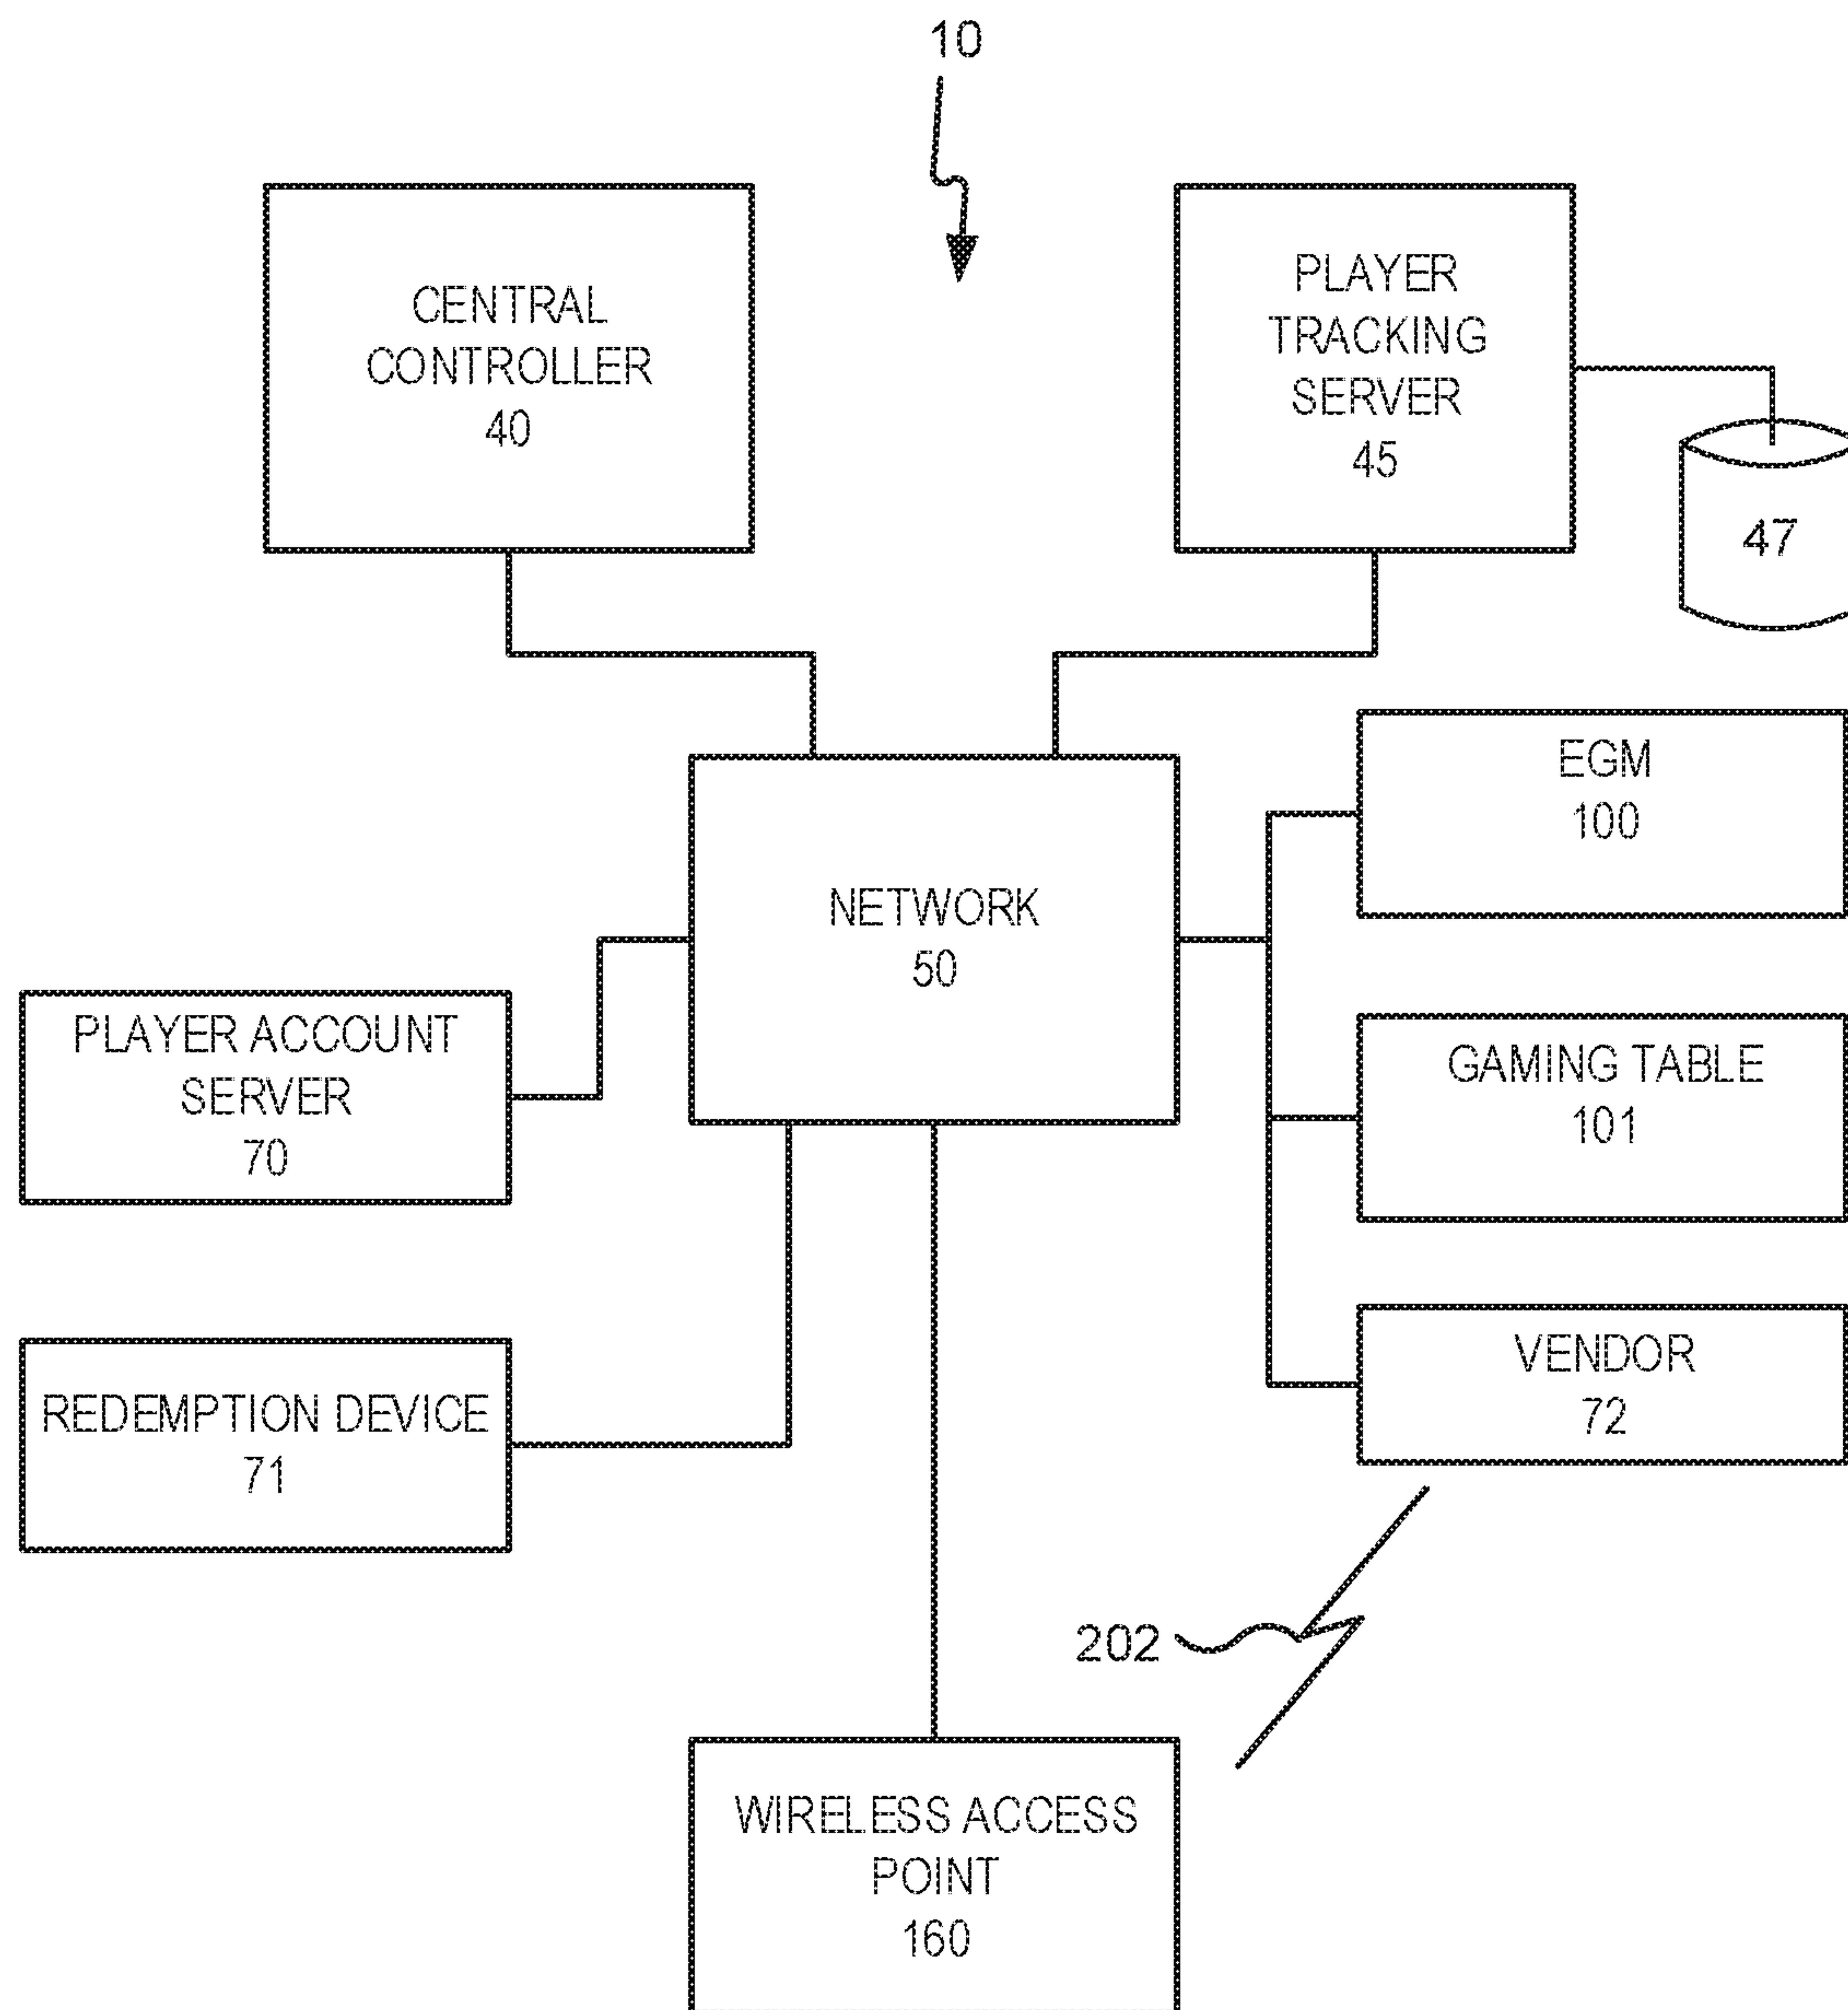 10
CENTRAL
CONTROLLER
40
PLAYER
TRACKING
SERVER
45
47
EGM
100
NETWORK
50
PLAYER ACCOUNT
SERVER
70
GAMING TABLE
101
REDEMPTION DEVICE
71
VENDOR
72
202
WIRELESS ACCESS
POINT
160